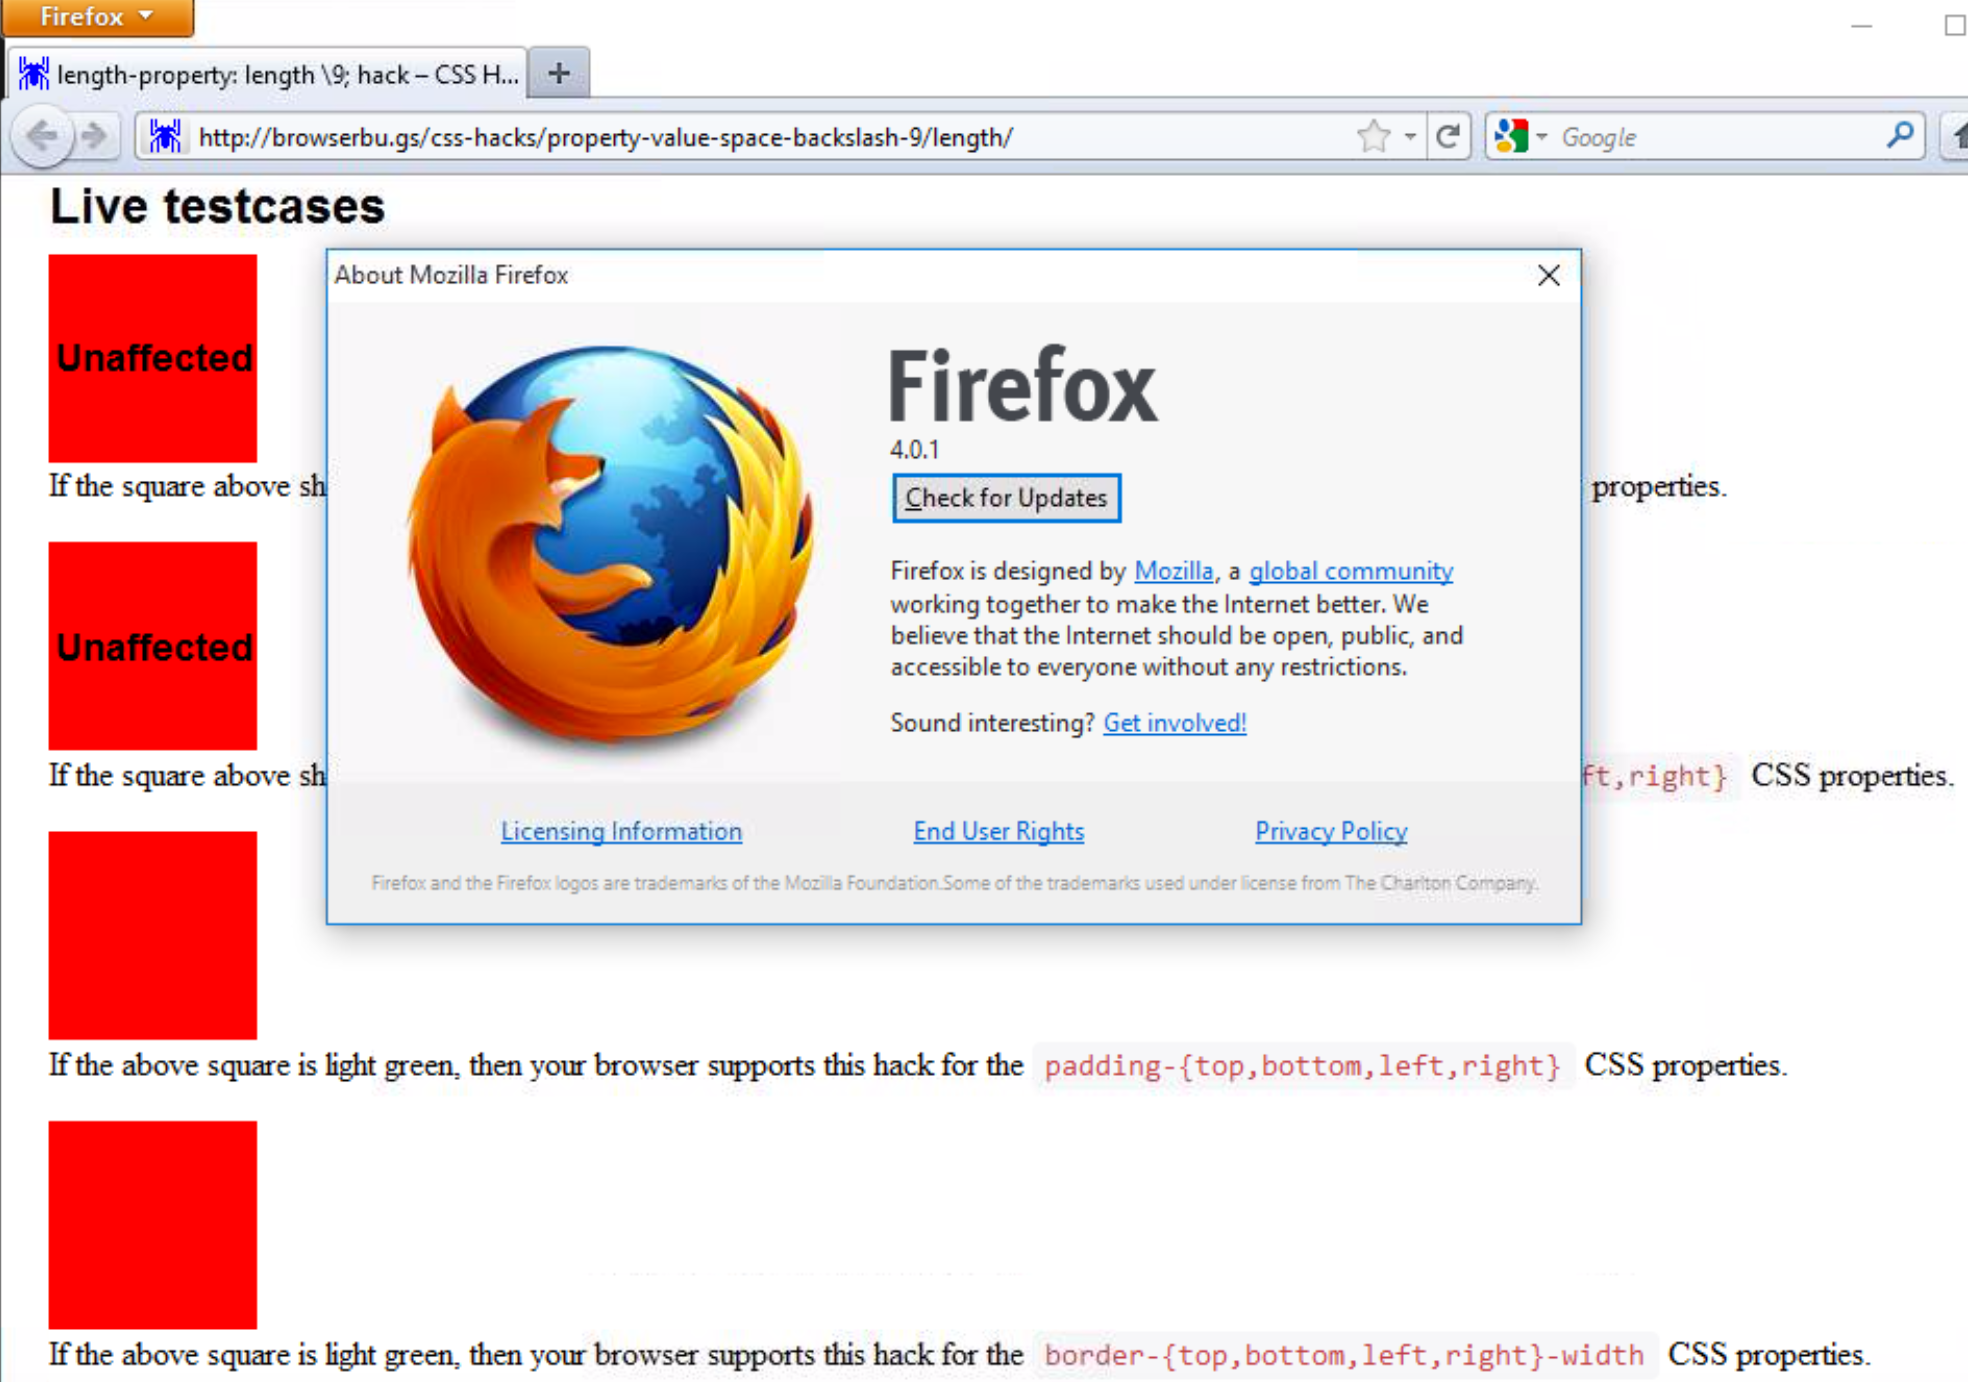 Firefox
length-property: length \9; hack – CSS H...
http://browserbu.gs/css-hacks/property-value-space-backslash-9/length/
Google
Live testcases
Unaffected
If the square above sh
properties.
Unaffected
If the square above sh
ft,right} CSS properties.
About Mozilla Firefox
Firefox
4.0.1
Check for Updates
Firefox is designed by Mozilla, a global community
working together to make the Internet better. We
believe that the Internet should be open, public, and
accessible to everyone without any restrictions.
Sound interesting? Get involved!
Licensing Information
End User Rights
Privacy Policy
Firefox and the Firefox logos are trademarks of the Mozilla Foundation.Some of the trademarks used under license from The Charlton Company.
If the above square is light green, then your browser supports this hack for the padding-{top,bottom,left,right} CSS properties.
If the above square is light green, then your browser supports this hack for the border-{top,bottom,left,right}-width CSS properties.